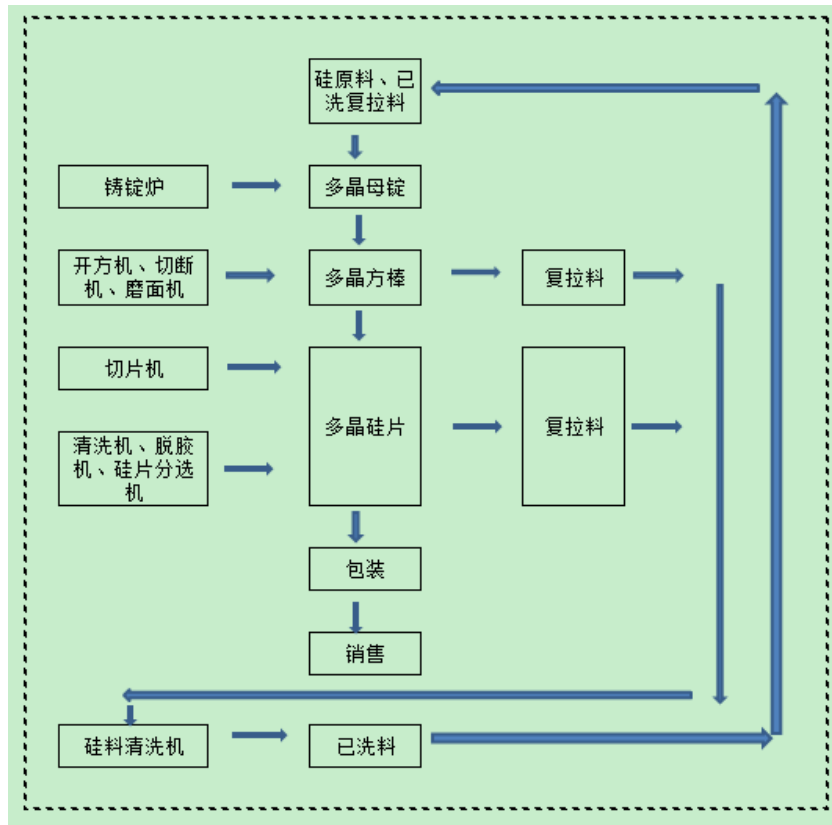 硅原料、已
洗复拉料
铸锭炉
多晶母锭
开方机、切断
机、磨面机
多晶方棒
复拉料
切片机
多晶硅片
复拉料
清洗机、脱胶
机、硅片分选
机
包装
销售
硅料清洗机
已洗料